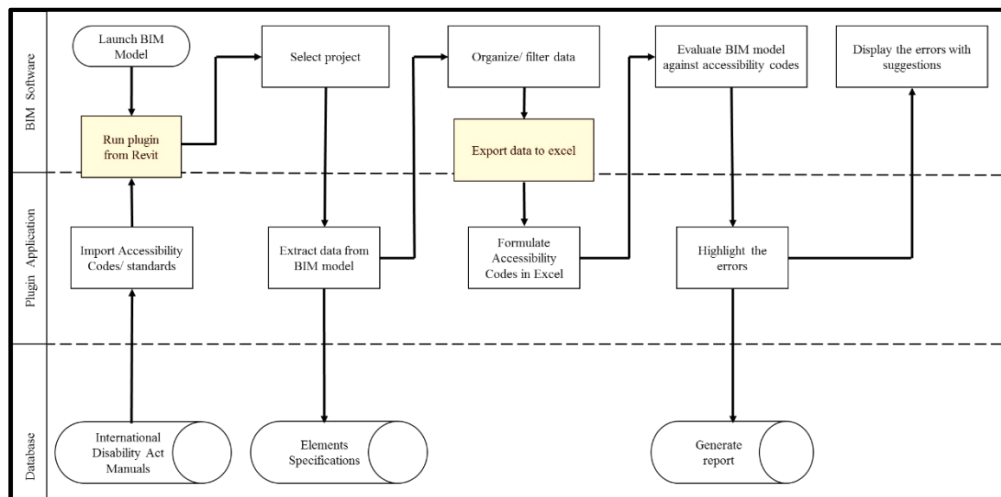 BIM Software
Launch BIM
Model
Select project
Organize/ filter data
Evaluate BIM model
against accessibility codes
Display the errors with
suggestions
Run plugin
from Revit
Export data to excel
Plugin Application
Import Accessibility
Codes/ standards
Extract data from
BIM model
Formulate
Accessibility
Codes in Excel
Highlight the
errors
Database
International
Disability Act
Manuals
Elements
Specifications
Generate
report